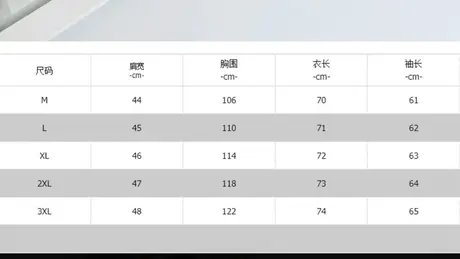 尺码 肩宽 胸围 衣长 袖长
-cm- -cm- -cm- -cm-
M 44 106 70 61
L 45 110 71 62
XL 46 114 72 63
2XL 47 118 73 64
3XL 48 122 74 65